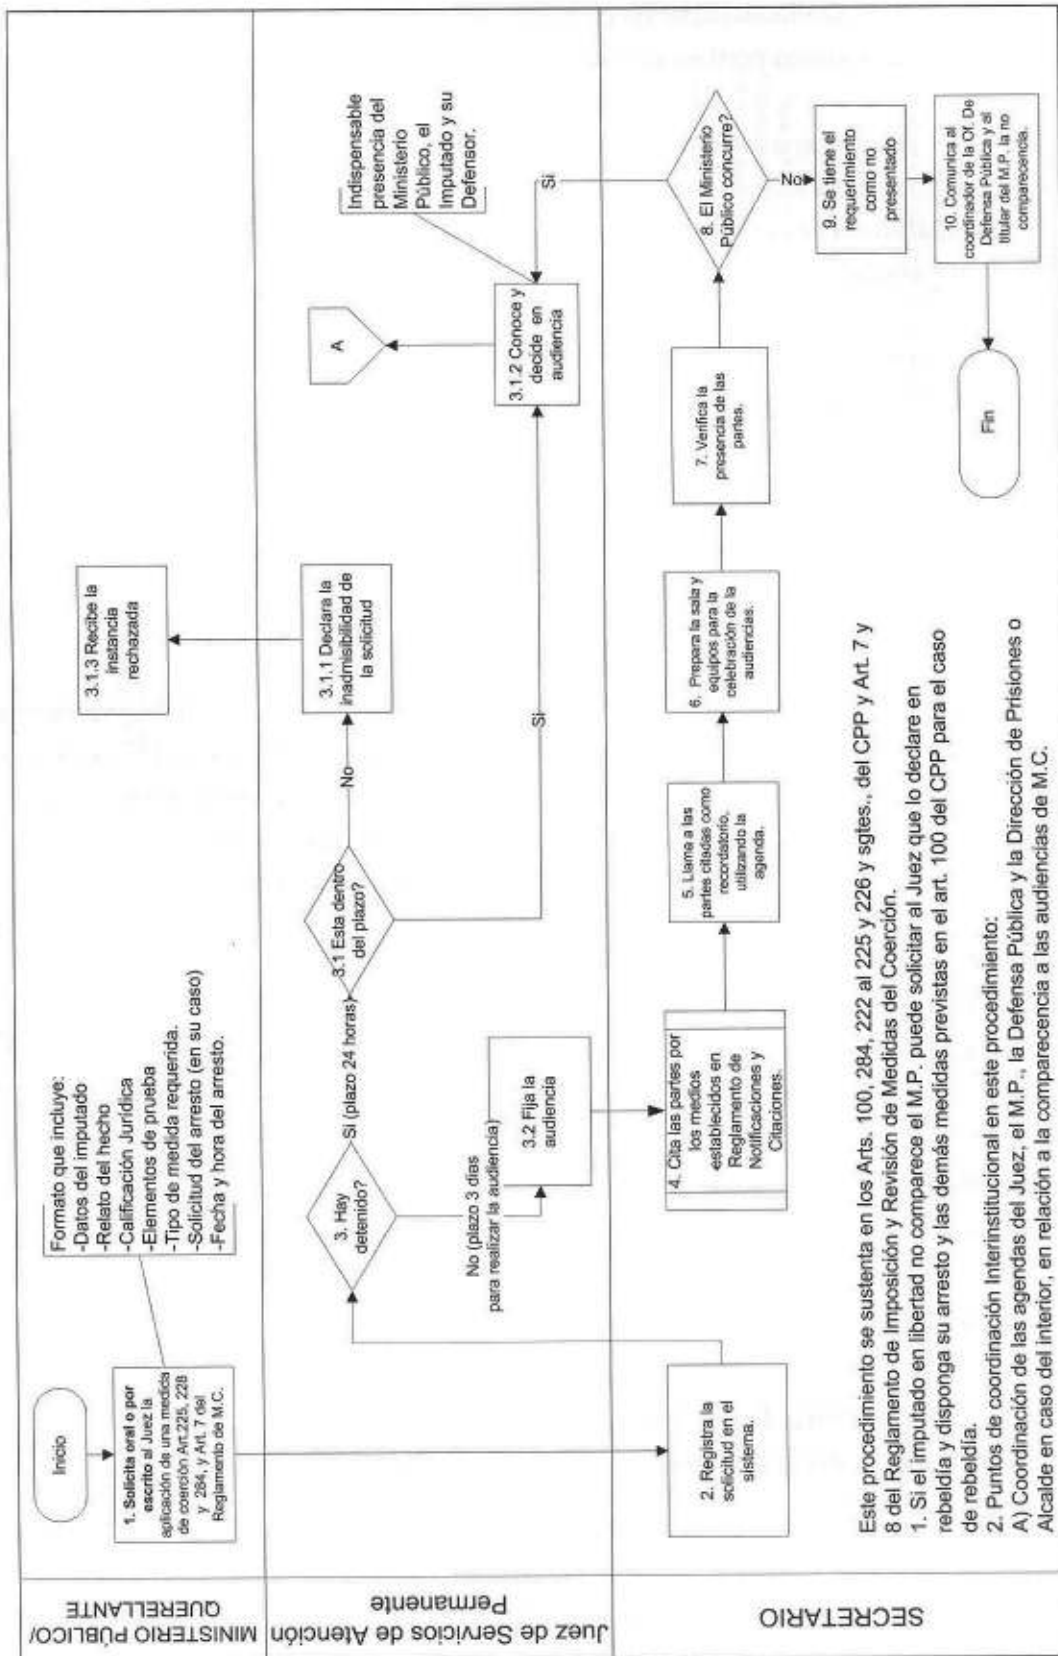 MINISTERIO PÚBLICO/
QUERELLANTE
Inicio
1. Solicita oral o por
escrito al Juez la
aplicación de una medida
de coerción Art.225, 228
y 284, y Art. 7 del
Reglamento de M.C.
Formato que incluye:
-Datos del imputado
-Relato del hecho
-Calificación Jurídica
-Elementos de prueba
-Tipo de medida requerida.
-Solicitud del arresto (en su caso)
-Fecha y hora del arresto.
3.1.3 Recibe la
instancia
rechazada
Juez de Servicios de Atención
Permanente
3. Hay
detenido?
Sí (plazo 24 horas)
No (plazo 3 dias
para realizar la audiencia)
3.2 Fija la
audiencia
3.1 Esta dentro
del plazo?
No
Si
3.1.1 Declara la
inadmisibilidad de
la solicitud
A
3.1.2 Conoce y
decide en
audiencia
Indispensable
presencia del
Ministerio
Público, el
Imputado y su
Defensor.
SECRETARIO
2. Registra la
solicitud en el
sistema.
4. Cita las partes por
los medios
establecidos en
Reglamento de
Notificaciones y
Citaciones.
5. Llama a las
partes citadas como
recordatorio,
utilizando la
agenda.
6. Prepara la sala y
equipos para la
celebración de la
audiencias.
7. Verifica la
presencia de las
partes.
8. El Ministerio
Público concurre?
Si
No
9. Se tiene el
requerimiento
como no
presentado
10. Comunica al
coordinador de la Of. De
Defensa Pública y al
titular del M.P. la no
comparecencia.
Fin
Este procedimiento se sustenta en los Arts. 100, 284, 222 al 225 y 226 y sgtes., del CPP y Art. 7 y
8 del Reglamento de Imposición y Revisión de Medidas del Coerción.
1. Si el imputado en libertad no comparece el M.P. puede solicitar al Juez que lo declare en
rebeldía y disponga su arresto y las demás medidas previstas en el art. 100 del CPP para el caso
de rebeldía.
2. Puntos de coordinación Interinstitucional en este procedimiento:
A) Coordinación de las agendas del Juez, el M.P., la Defensa Pública y la Dirección de Prisiones o
Alcalde en caso del interior, en relación a la comparecencia a las audiencias de M.C.